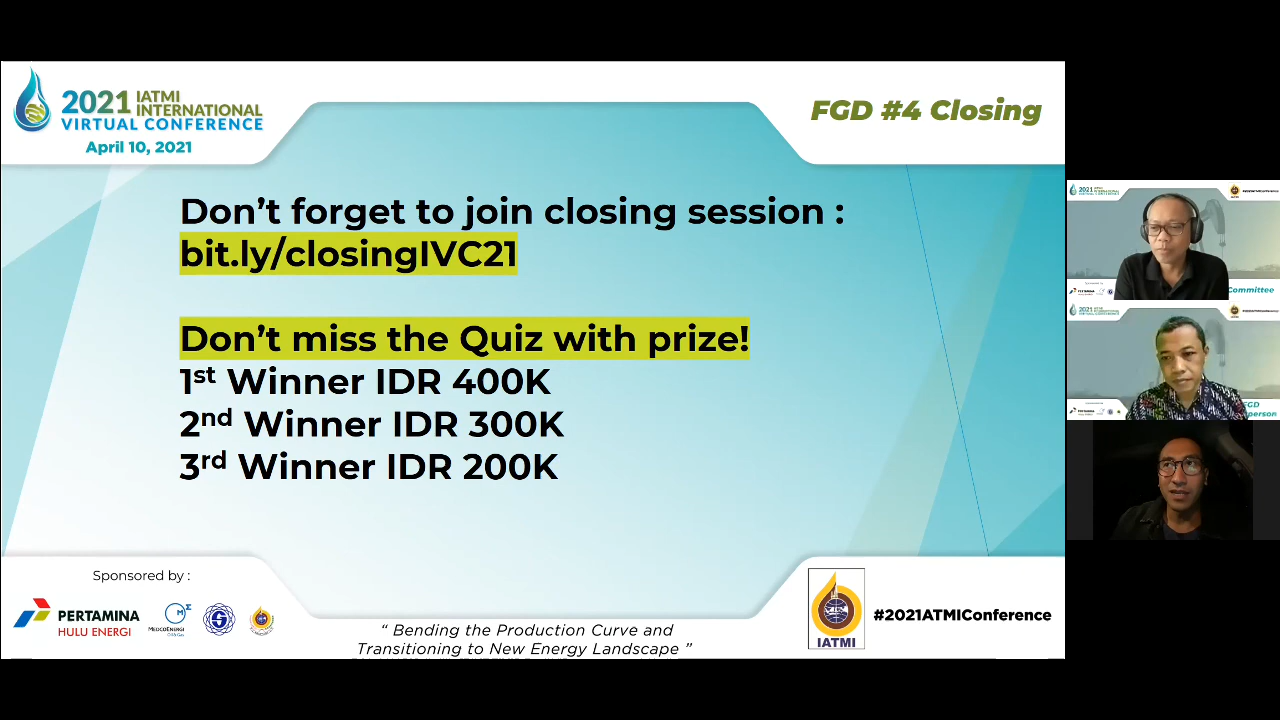 2021 IATMI
INTERNATIONAL
VIRTUAL CONFERENCE
April 10, 2021
FGD #4 Closing
Don't forget to join closing session :
bit.ly/closingIVC21
Don't miss the Quiz with prize!
1st Winner IDR 400K
2nd Winner IDR 300K
3rd Winner IDR 200K
Sponsored by :
PERTAMINA
HULU ENERGI
MEDCOENERGI
IATMI
#2021ATMIConference
“ Bending the Production Curve and
Transitioning to New Energy Landscape ”
Committee
FGD